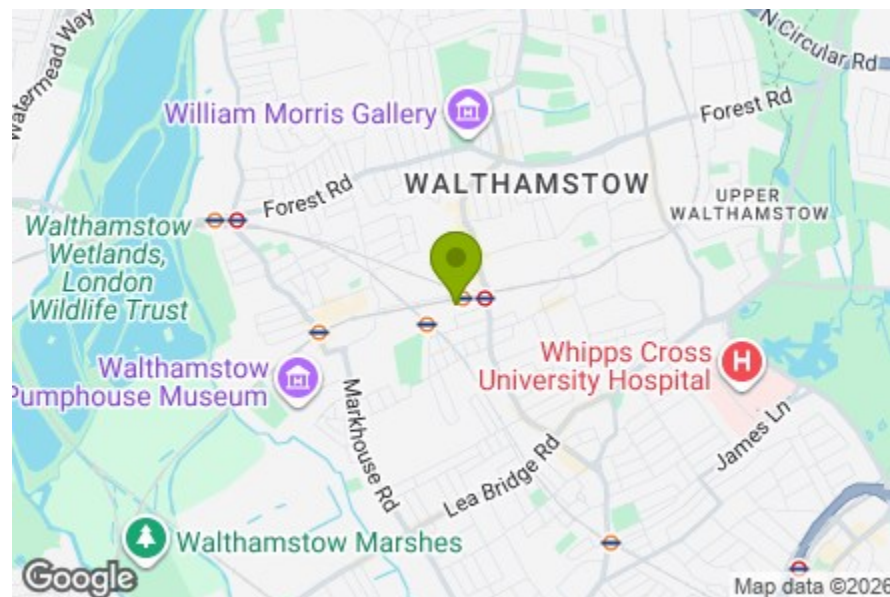 Watermead Way
N Circular Rd
William Morris Gallery
Forest Rd
Forest Rd
WALTHAMSTOW
UPPER
WALTHAMSTOW
Walthamstow
Wetlands,
London
Wildlife Trust
Whipps Cross
University Hospital
Walthamstow
Pumphouse Museum
Markhouse Rd
James Ln
Lea Bridge Rd
Walthamstow Marshes
Google
Map data ©2026